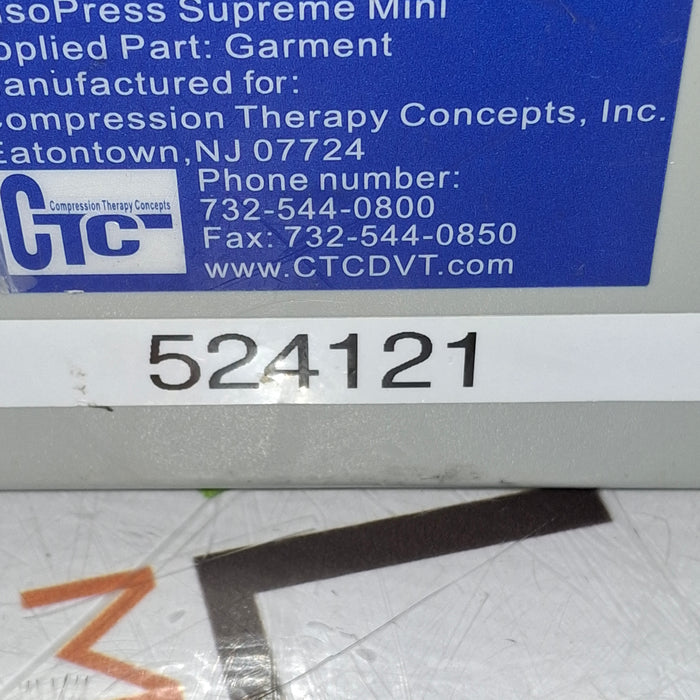 soPress Supreme Mini
pplied Part: Garment
anufactured for:
ompression Therapy Concepts, Inc.
Eatontown,NJ 07724
CTC
Compression Therapy Concepts
Phone number:
732-544-0800
Fax: 732-544-0850
www.CTCDVT.com
524121